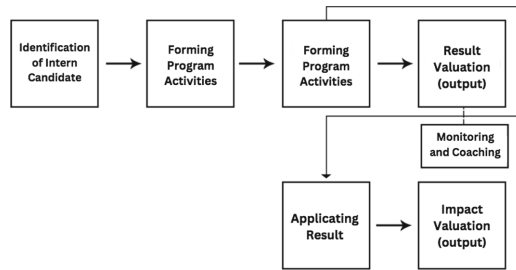 Identification
of Intern
Candidate
Forming
Program
Activities
Forming
Program
Activities
Result
Valuation
(output)
Monitoring
and Coaching
Applicating
Result
Impact
Valuation
(output)